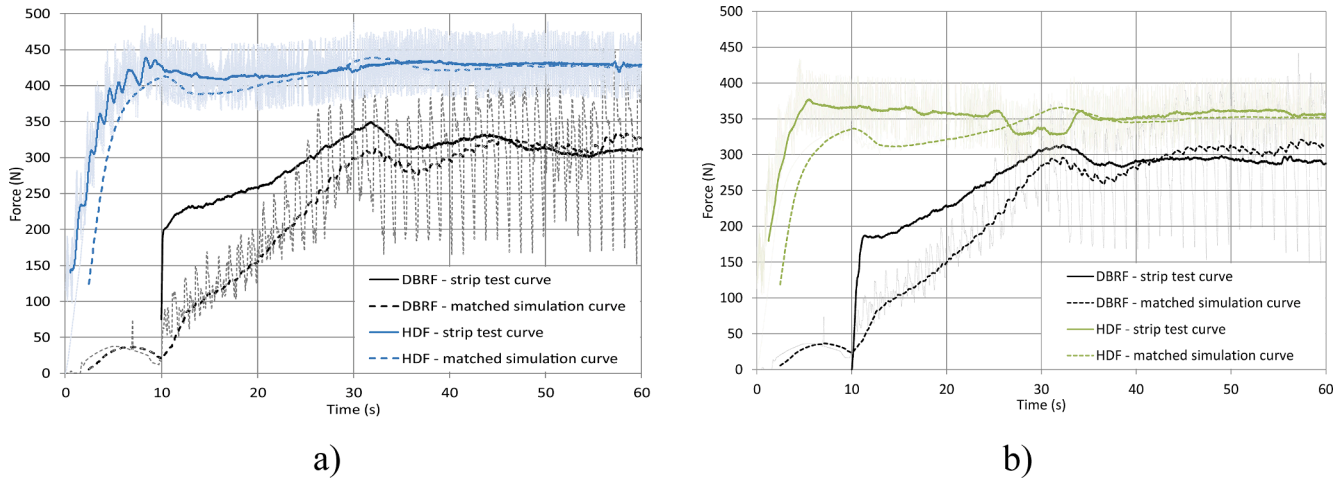 500
450
400
350
300
250
200
150
100
50
0
Force (N)
0 10 20 30 40 50 60
Time (s)
DBRF - strip test curve
DBRF - matched simulation curve
HDF - strip test curve
HDF - matched simulation curve
a)
500
450
400
350
300
250
200
150
100
50
0
Force (N)
0 10 20 30 40 50 60
Time (s)
DBRF - strip test curve
DBRF - matched simulation curve
HDF - strip test curve
HDF - matched simulation curve
b)